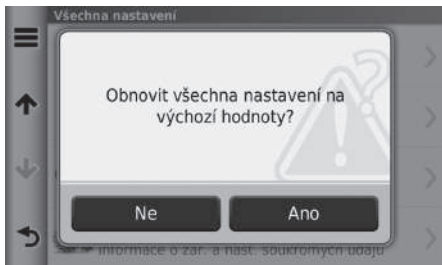 Všechna nastavení
Obnovit všechna nastavení na
výchozí hodnoty?
Ne
Ano
Informace o zař. a nast. soukromých údajů